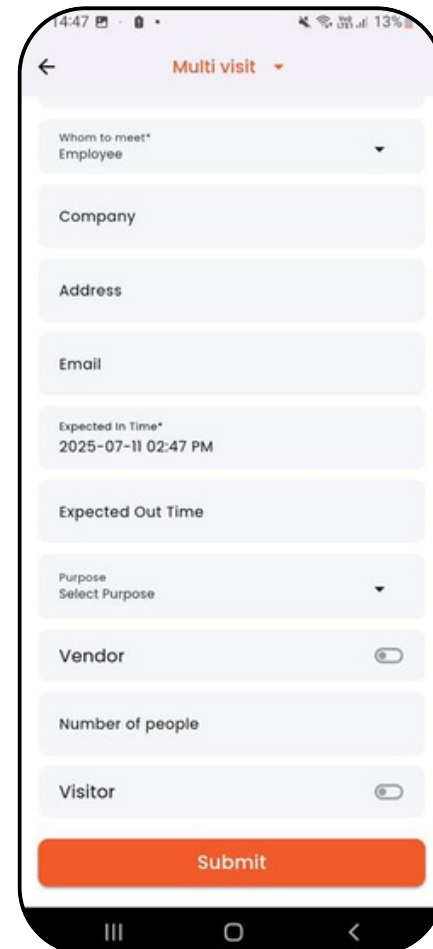 14:47
13%
Multi visit
Whom to meet*
Employee
Company
Address
Email
Expected In Time*
2025-07-11 02:47 PM
Expected Out Time
Purpose
Select Purpose
Vendor
Number of people
Visitor
Submit